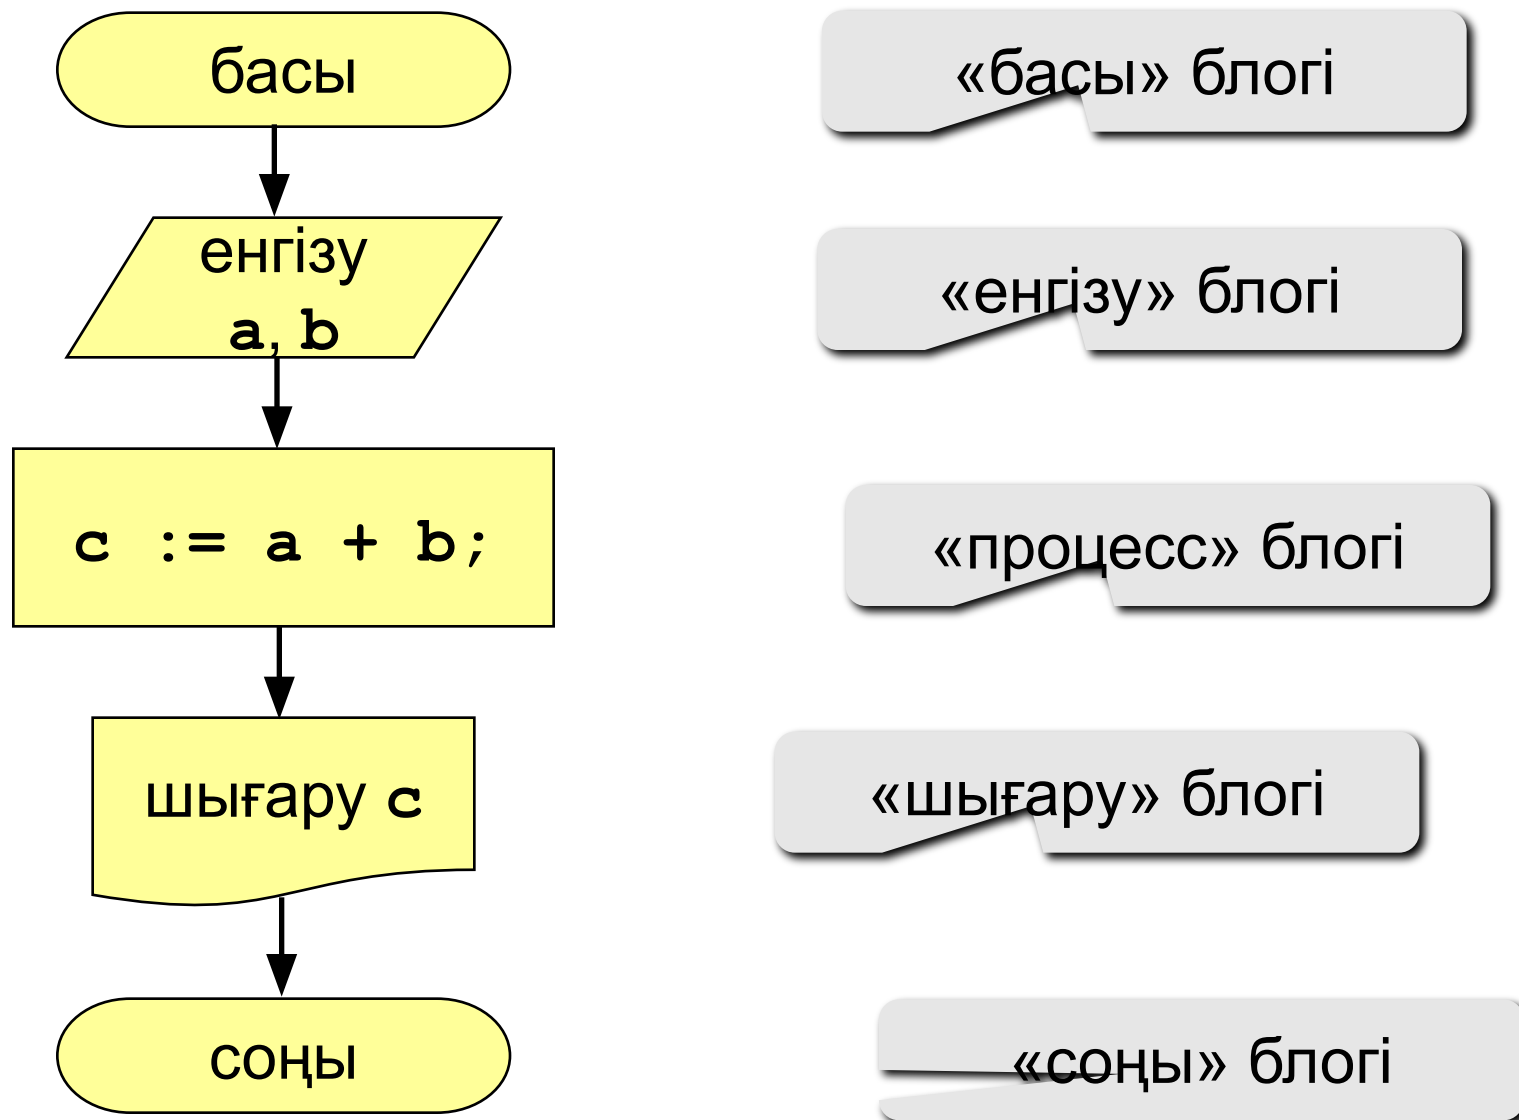 басы
«басы» блогі
енгізу
a, b
«енгізу» блогі
c := a + b;
«процесс» блогі
шығару c
«шығару» блогі
соңы
«соңы» блогі